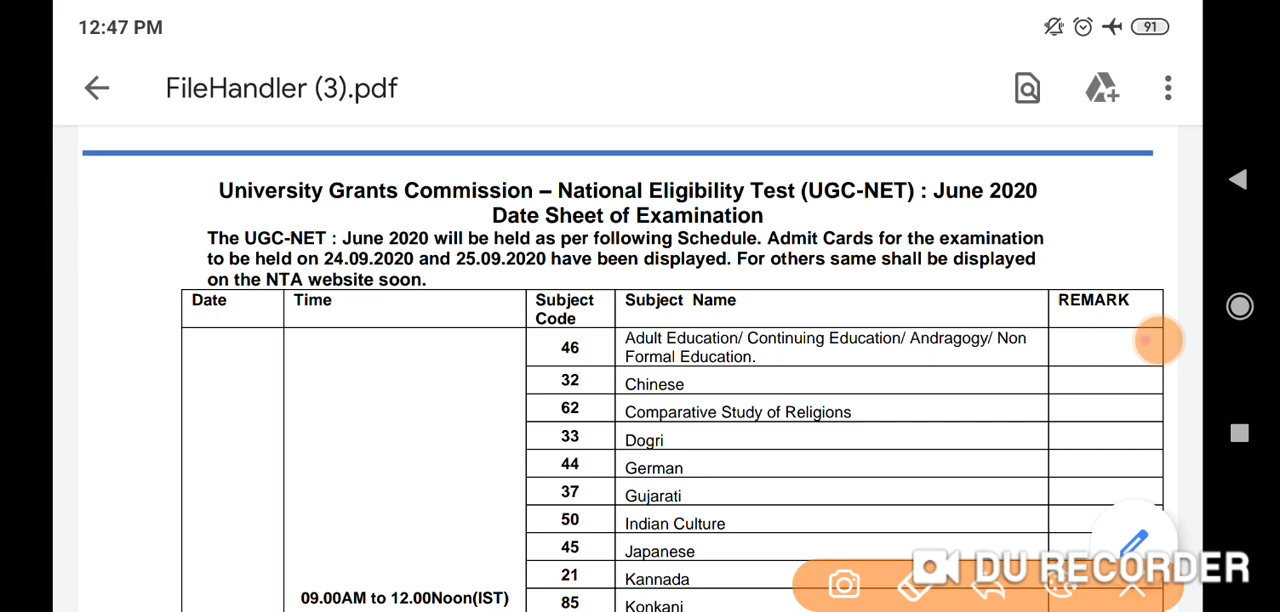 12:47 PM
91
FileHandler (3).pdf
University Grants Commission – National Eligibility Test (UGC-NET) : June 2020
Date Sheet of Examination
The UGC-NET : June 2020 will be held as per following Schedule. Admit Cards for the examination
to be held on 24.09.2020 and 25.09.2020 have been displayed. For others same shall be displayed
on the NTA website soon.
Date Time Subject Code Subject Name REMARK
46 Adult Education/ Continuing Education/ Andragogy/ Non
Formal Education.
32 Chinese
62 Comparative Study of Religions
33 Dogri
44 German
37 Gujarati
50 Indian Culture
45 Japanese
21 Kannada
09.00AM to 12.00Noon(IST) 85 Konkani
DU RECORDER